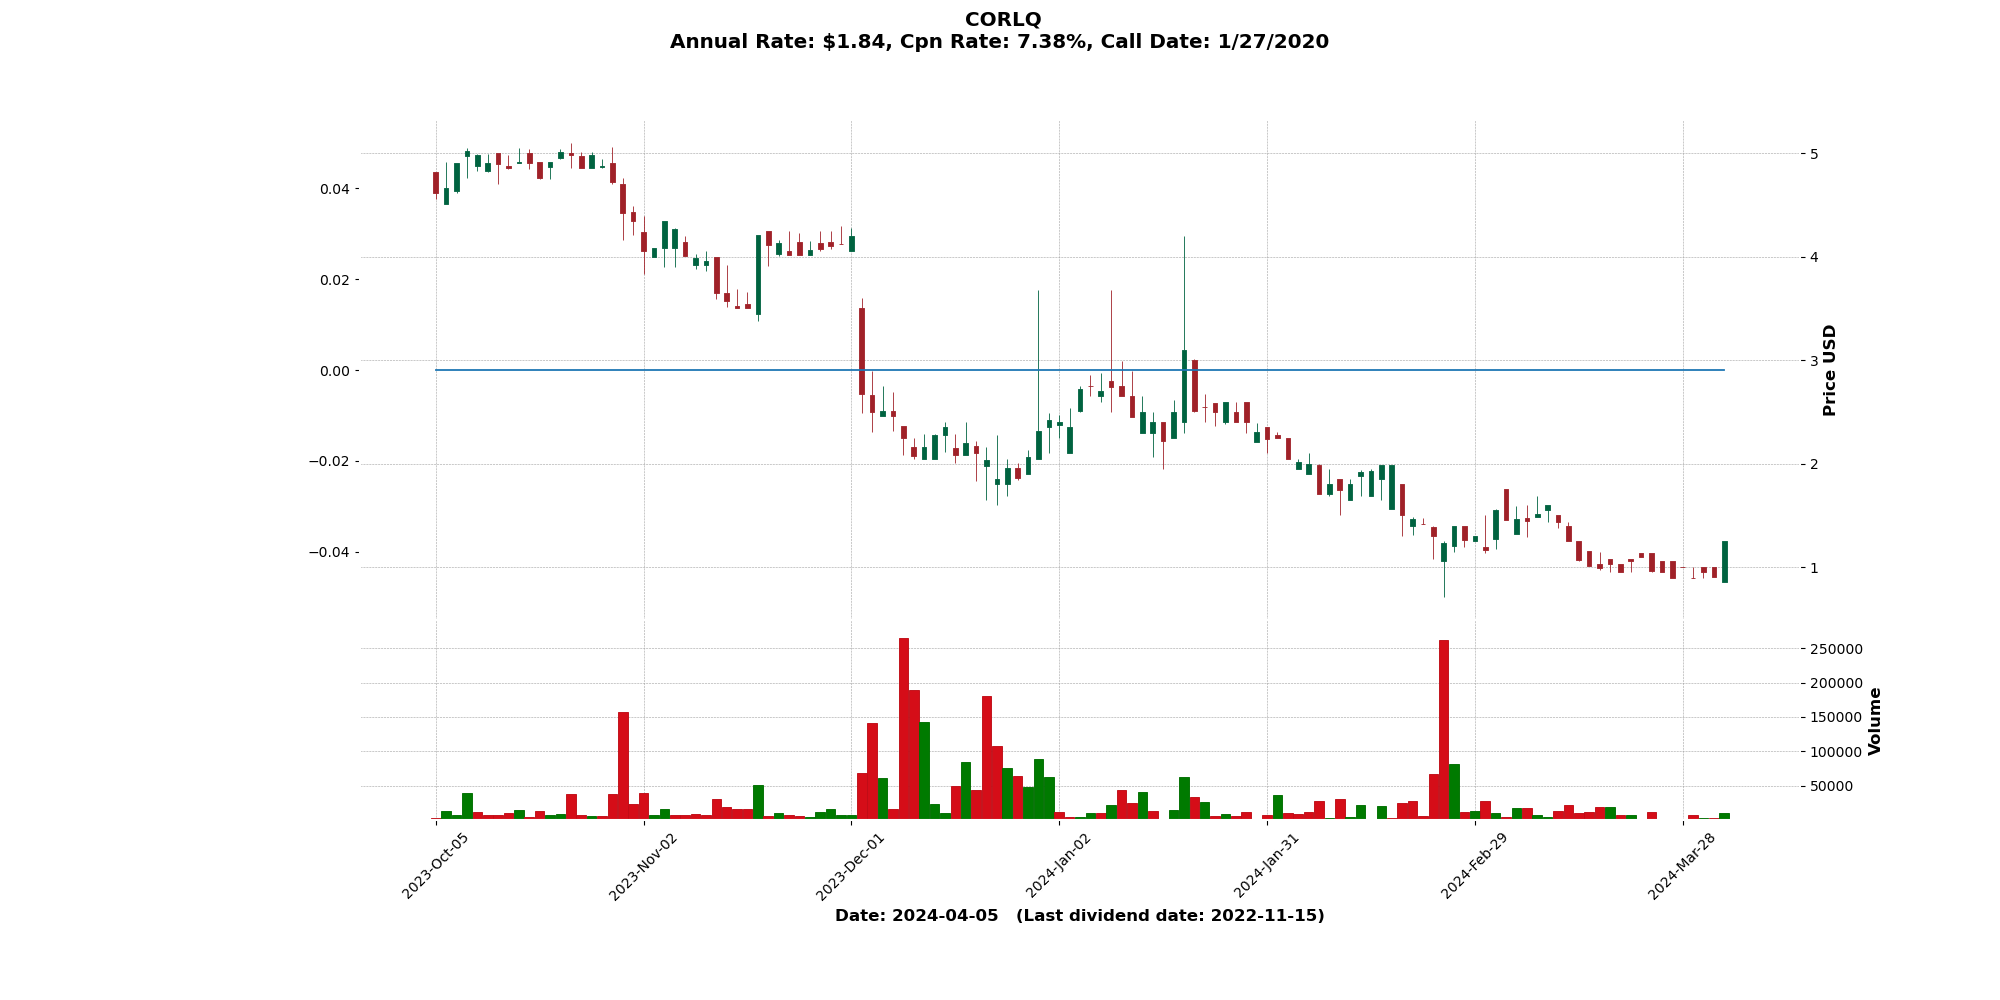 CORLQ
Annual Rate: $1.84, Cpn Rate: 7.38%, Call Date: 1/27/2020
0.04
0.02
0.00
−0.02
−0.04
5
4
3
2
1
Price USD
250000
200000
150000
100000
50000
Volume
2023-Oct-05
2023-Nov-02
2023-Dec-01
2024-Jan-02
2024-Jan-31
2024-Feb-29
2024-Mar-28
Date: 2024-04-05   (Last dividend date: 2022-11-15)